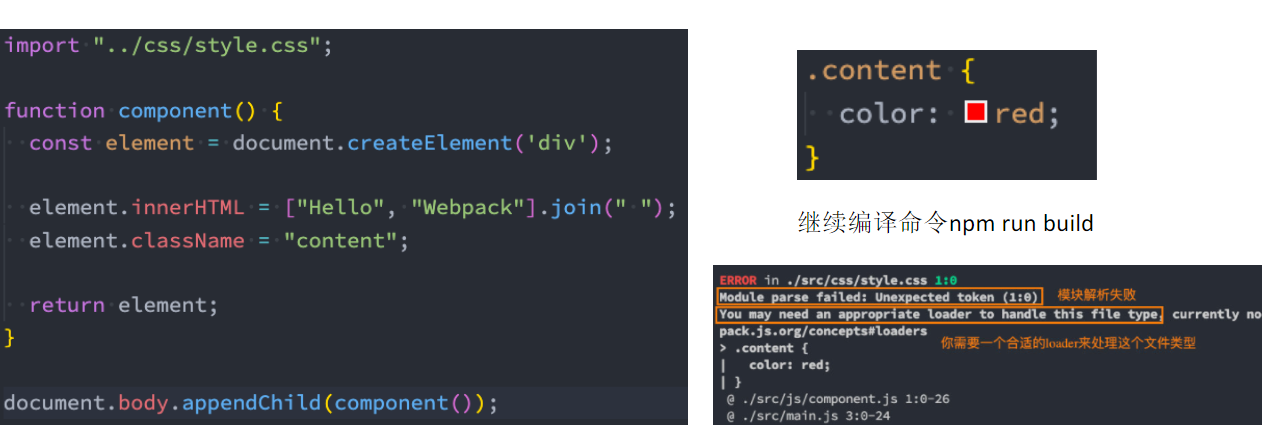 import "../css/style.css";
function component() {
const element = document.createElement('div');
element.innerHTML = ["Hello", "Webpack"].join(" ");
element.className = "content";
return element;
}
document.body.appendChild(component());
.content {
color: red;
}
继续编译命令npm run build
ERROR in ./src/css/style.css 1:0
Module parse failed: Unexpected token (1:0) 模块解析失败
You may need an appropriate loader to handle this file type, currently no
pack.js.org/concepts#loaders
你需要一个合适的loader来处理这个文件类型
> .content {
|   color: red;
| }
@ ./src/js/component.js 1:0-26
@ ./src/main.js 3:0-24